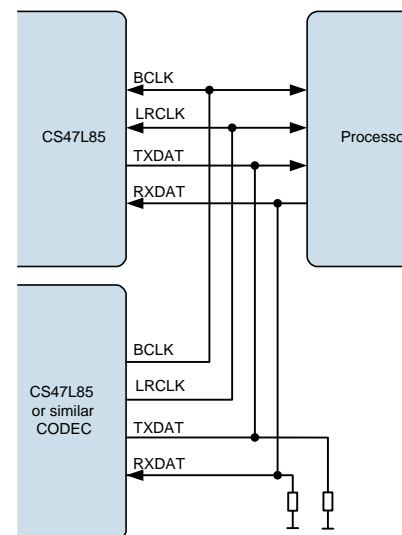 BCLK
LRCLK
CS47L85
Processo
TXDAT
RXDAT
BCLK
LRCLK
CS47L85
or similar
CODEC
TXDAT
RXDAT